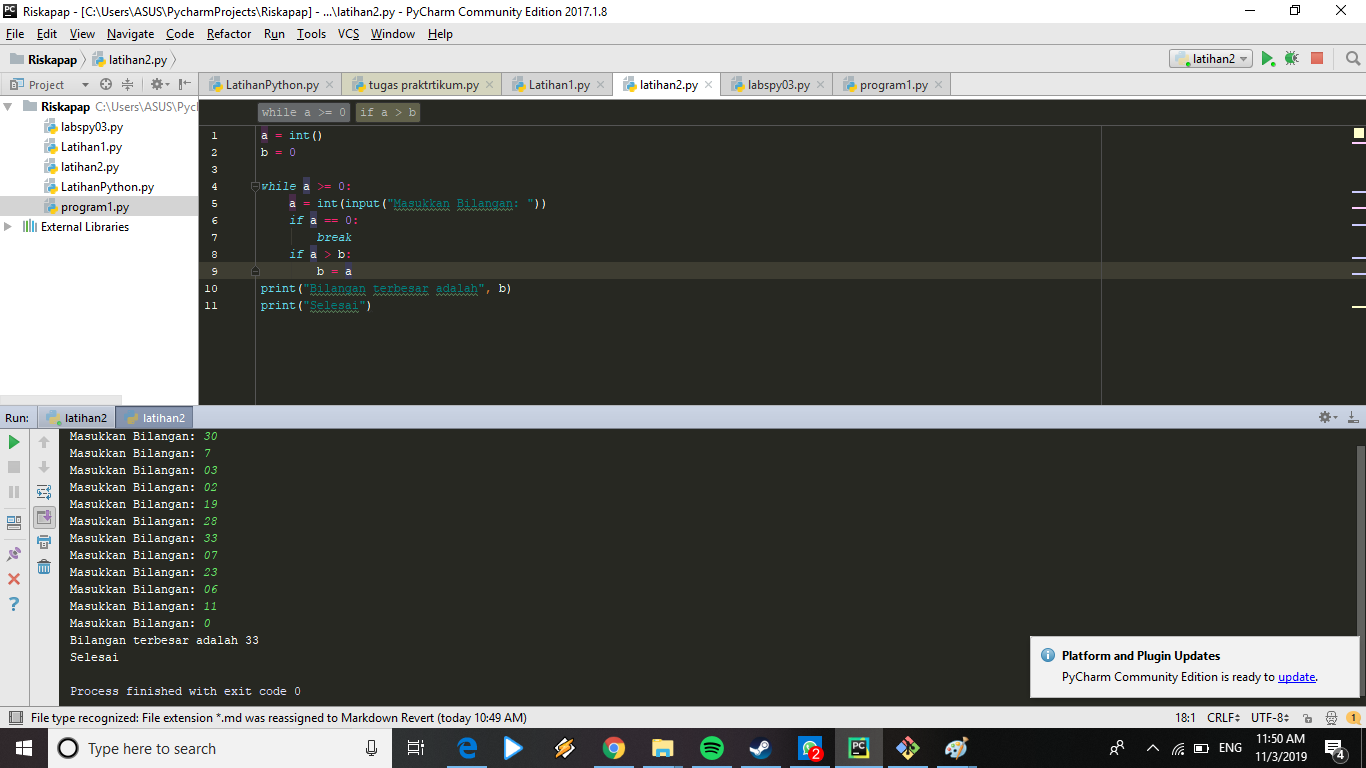 Riskapap - [C:\Users\ASUS\PycharmProjects\Riskapap] - ...\latihan2.py - PyCharm Community Edition 2017.1.8
File Edit View Navigate Code Refactor Run Tools VCS Window Help
Riskapap latihan2.py latihan2
Project LatihanPython.py tugas praktrtikum.py Latihan1.py latihan2.py labspy03.py program1.py
Riskapap C:\Users\ASUS\Pycl
labspy03.py
Latihan1.py
latihan2.py
LatihanPython.py
program1.py
External Libraries
while a >= 0 if a > b
1 a = int()
2 b = 0
3
4 while a >= 0:
5 a = int(input("Masukkan Bilangan: "))
6 if a == 0:
7 break
8 if a > b:
9 b = a
10 print("Bilangan terbesar adalah", b)
11 print("Selesai")
Run: latihan2 latihan2
Masukkan Bilangan: 30
Masukkan Bilangan: 7
Masukkan Bilangan: 03
Masukkan Bilangan: 02
Masukkan Bilangan: 19
Masukkan Bilangan: 28
Masukkan Bilangan: 33
Masukkan Bilangan: 07
Masukkan Bilangan: 23
Masukkan Bilangan: 06
Masukkan Bilangan: 11
Masukkan Bilangan: 0
Bilangan terbesar adalah 33
Selesai
Process finished with exit code 0
Platform and Plugin Updates
PyCharm Community Edition is ready to update.
File type recognized: File extension *.md was reassigned to Markdown Revert (today 10:49 AM) 18:1 CRLF UTF-8 1
Type here to search 2 PC ENG 11:50 AM
11/3/2019 4